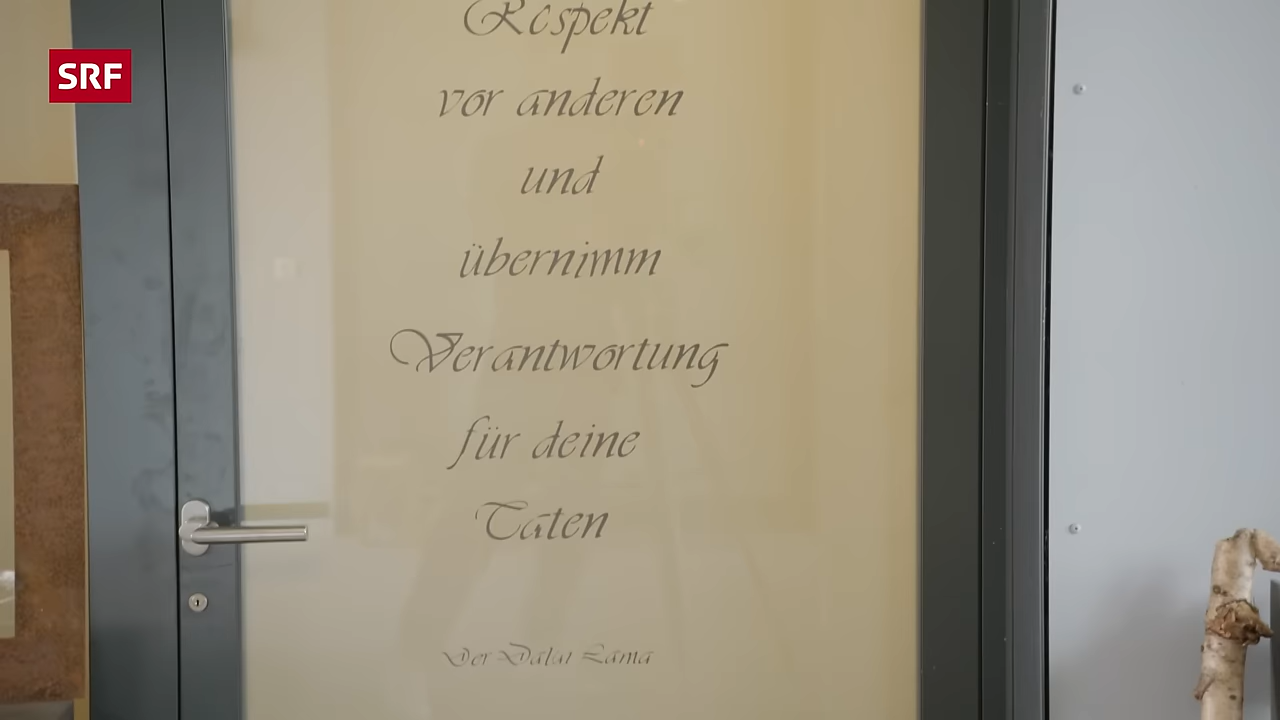 SRF
Respekt
vor anderen
und
übernimm
Verantwortung
für deine
Taten
Der Dalai Lama